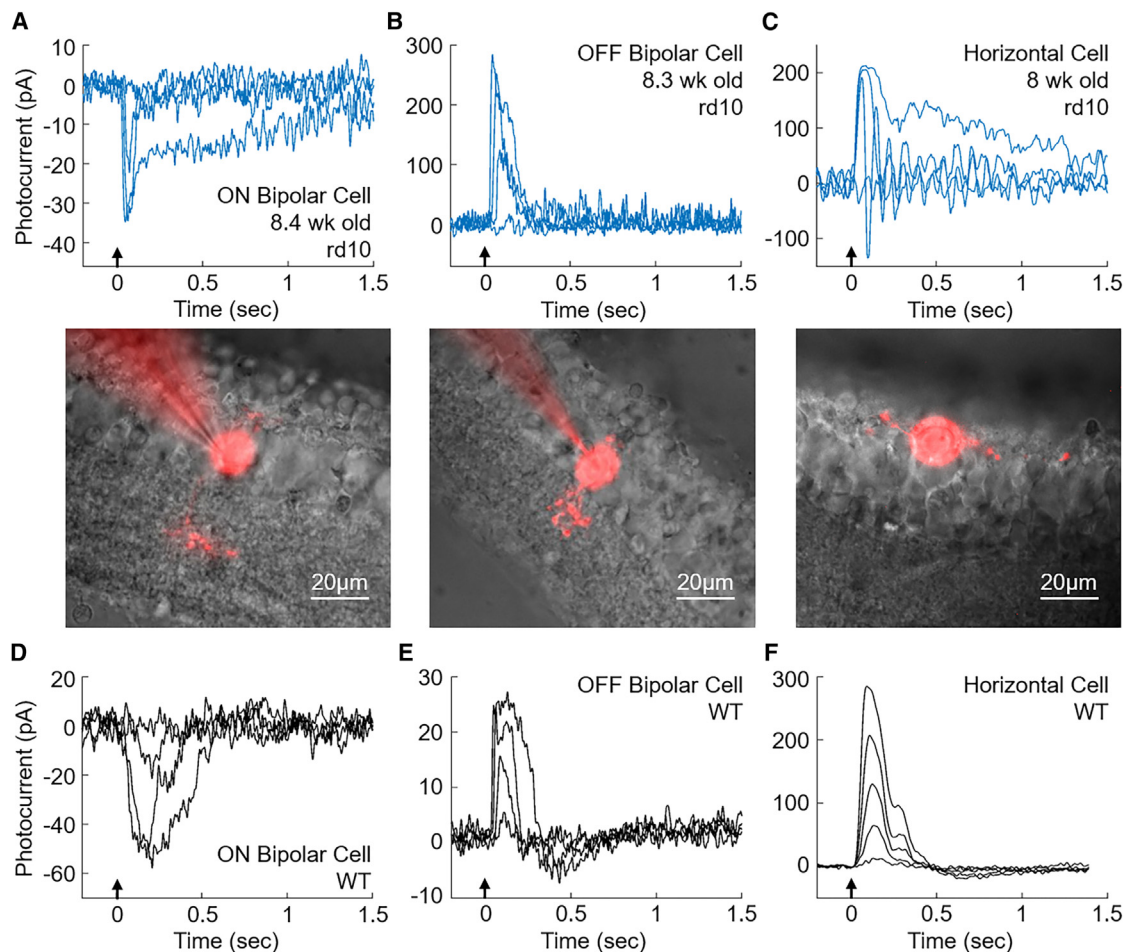 A
Photocurrent (pA)
10
0
-10
-20
-30
-40
ON Bipolar Cell
8.4 wk old
rd10
0
0.5
1
1.5
Time (sec)
B
300
200
100
0
OFF Bipolar Cell
8.3 wk old
rd10
0
0.5
1
1.5
Time (sec)
C
200
100
0
-100
Horizontal Cell
8 wk old
rd10
0
0.5
1
1.5
Time (sec)
20μm
20μm
20μm
D
Photocurrent (pA)
20
0
-20
-40
-60
ON Bipolar Cell
WT
0
0.5
1
1.5
Time (sec)
E
30
20
10
0
-10
OFF Bipolar Cell
WT
0
0.5
1
1.5
Time (sec)
F
300
200
100
0
Horizontal Cell
WT
0
0.5
1
1.5
Time (sec)